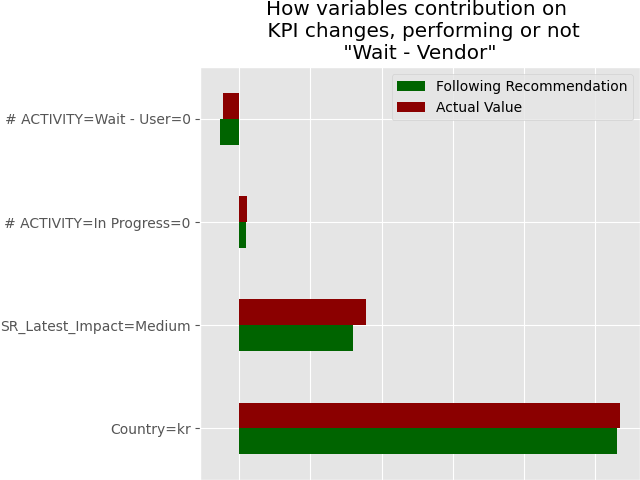 How variables contribution on
KPI changes, performing or not
"Wait - Vendor"
Following Recommendation
Actual Value
# ACTIVITY=Wait - User=0
# ACTIVITY=In Progress=0
SR_Latest_Impact=Medium
Country=kr